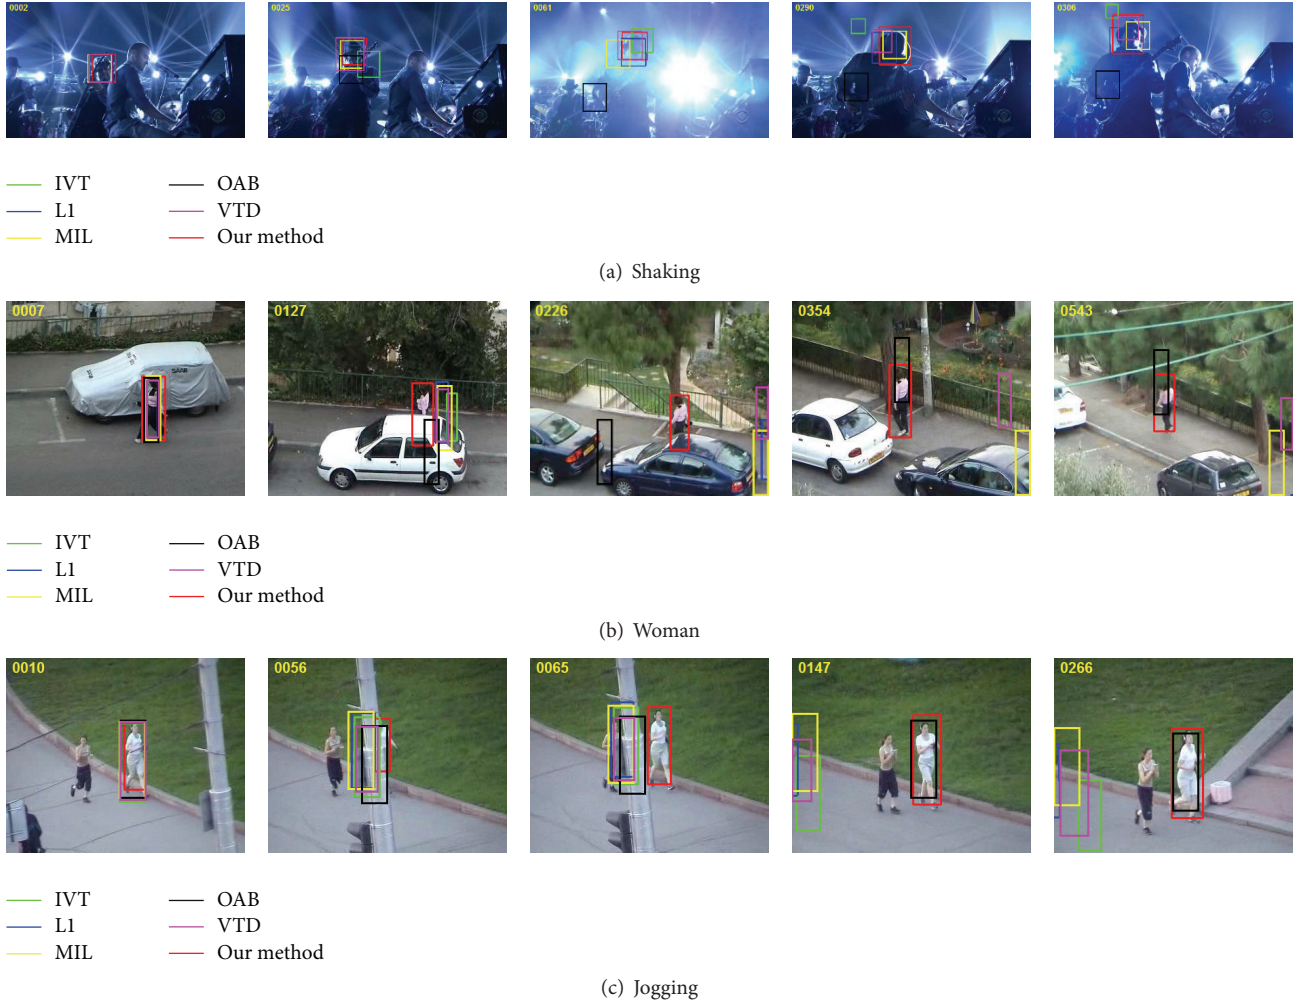 0002 0025 0061 0290 0306
IVT OAB
L1 VTD
MIL Our method
(a) Shaking
0007 0127 0226 0354 0543
SAAB
IVT OAB
L1 VTD
MIL Our method
(b) Woman
0010 0056 0065 0147 0266
IVT OAB
L1 VTD
MIL Our method
(c) Jogging